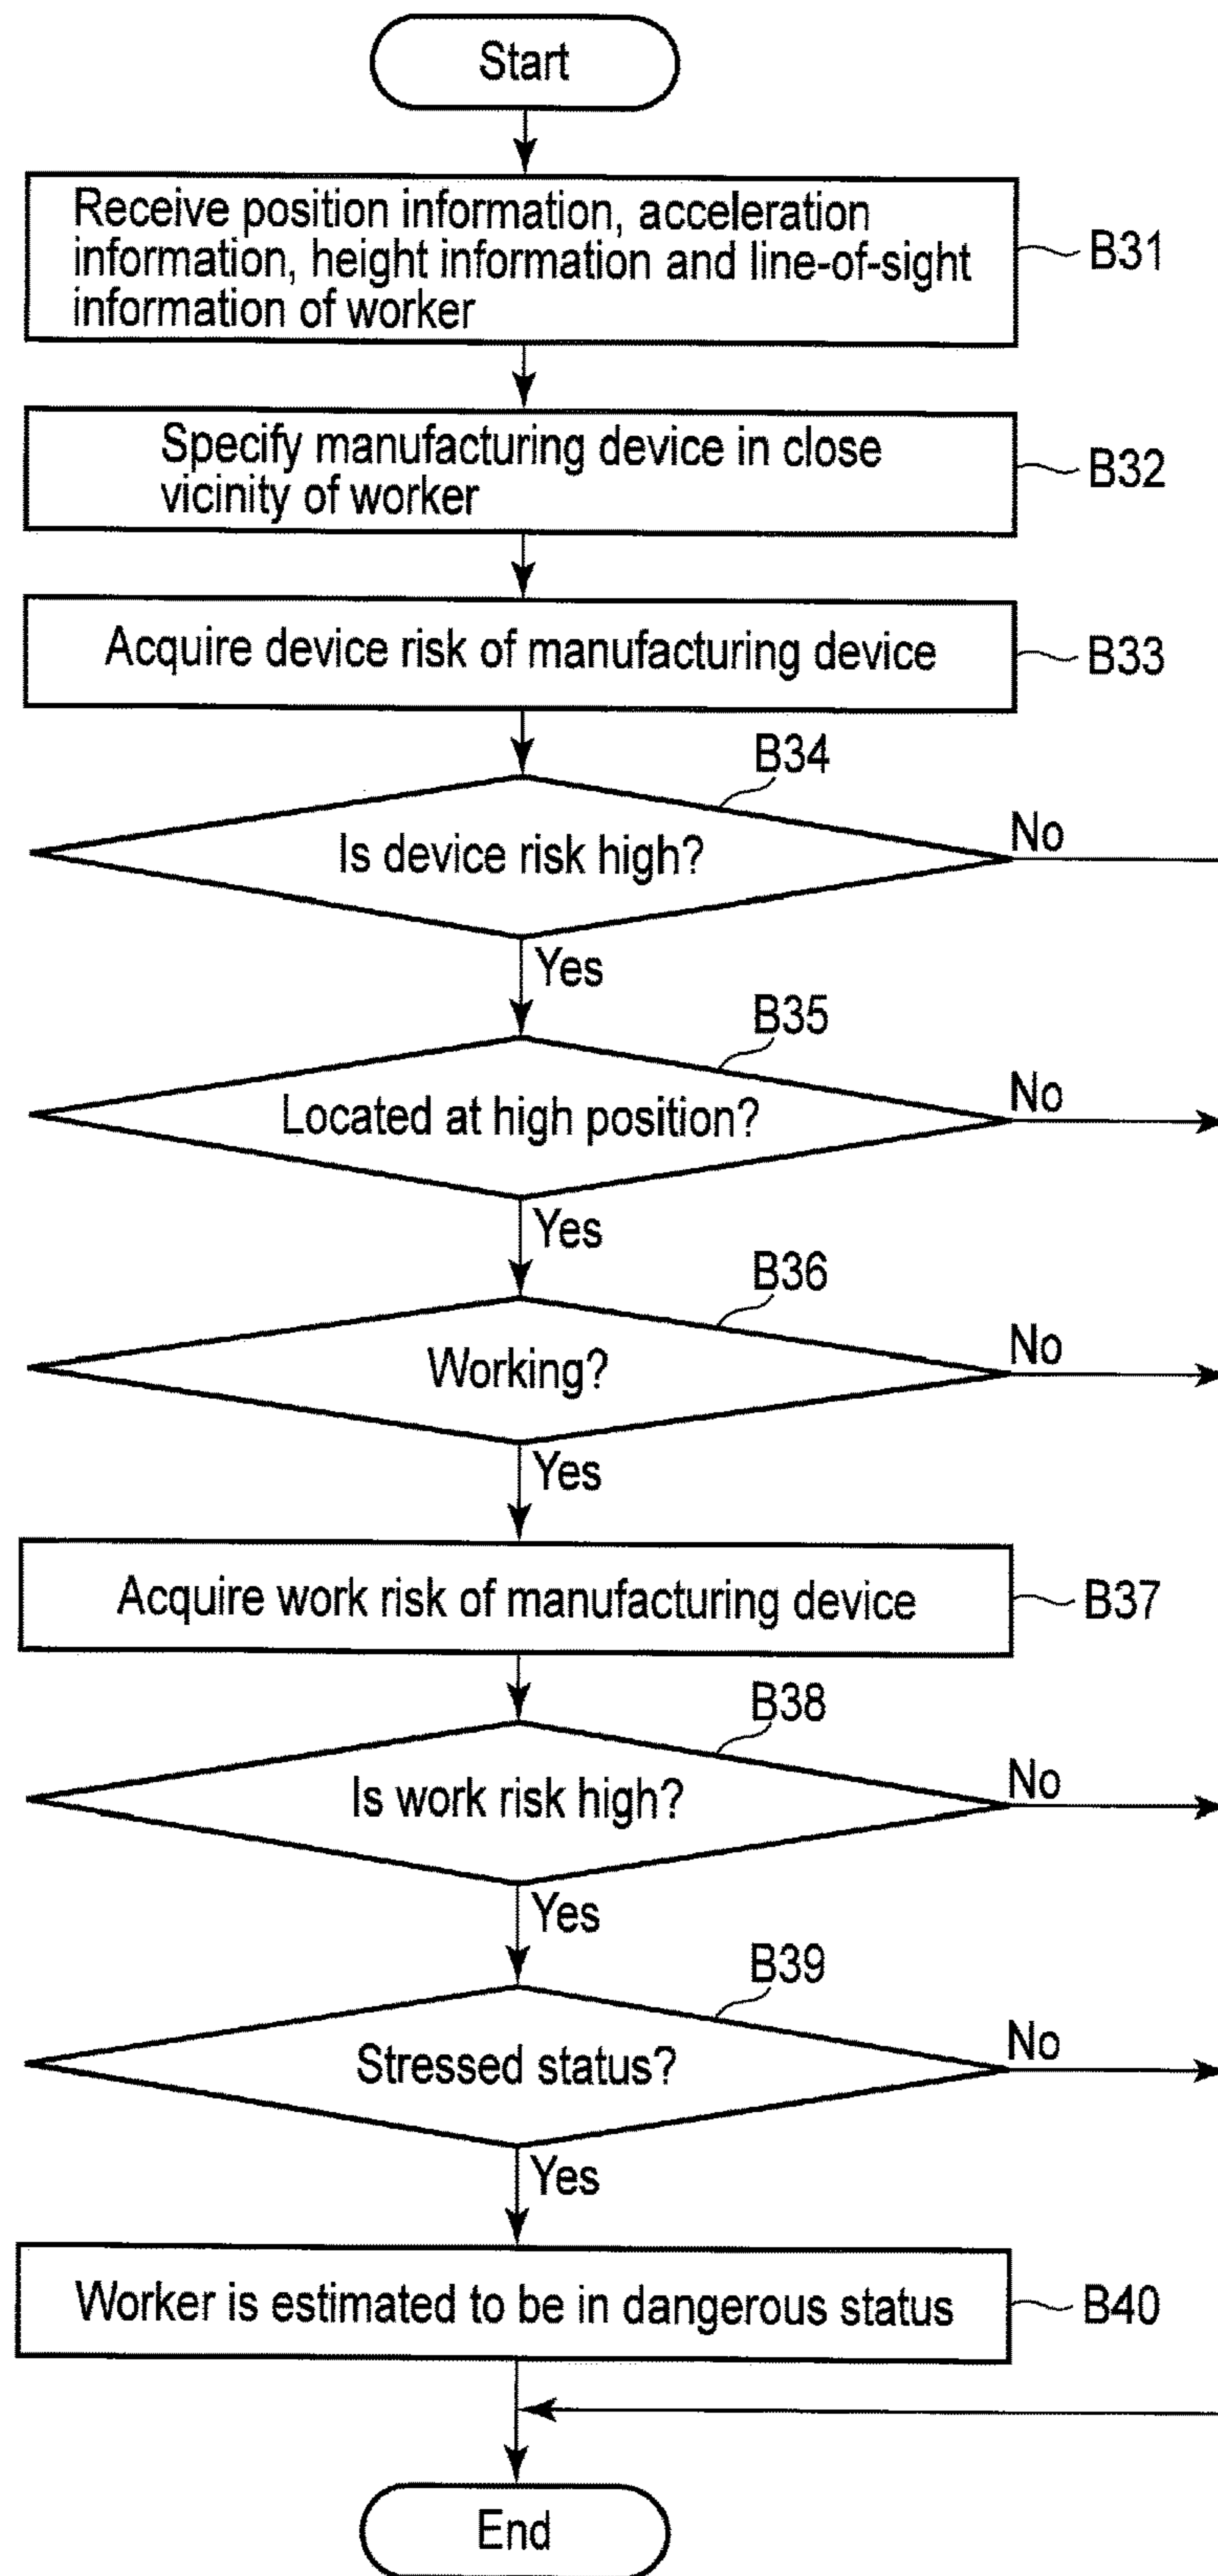 Start
Receive position information, acceleration
information, height information and line-of-sight
information of worker
B31
Specify manufacturing device in close
vicinity of worker
B32
Acquire device risk of manufacturing device
B33
B34
Is device risk high?
No
Yes
B35
Located at high position?
No
Yes
B36
Working?
No
Yes
Acquire work risk of manufacturing device
B37
B38
Is work risk high?
No
Yes
B39
Stressed status?
No
Yes
Worker is estimated to be in dangerous status
B40
End